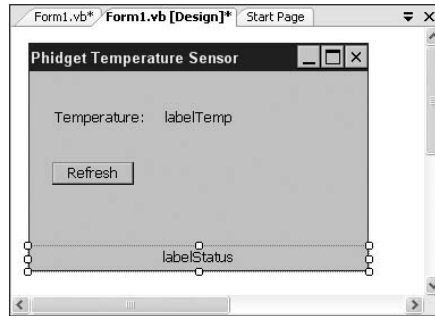 Form1.vb* Form1.vb [Design]* Start Page
Phidget Temperature Sensor
Temperature: labelTemp
Refresh
labelStatus